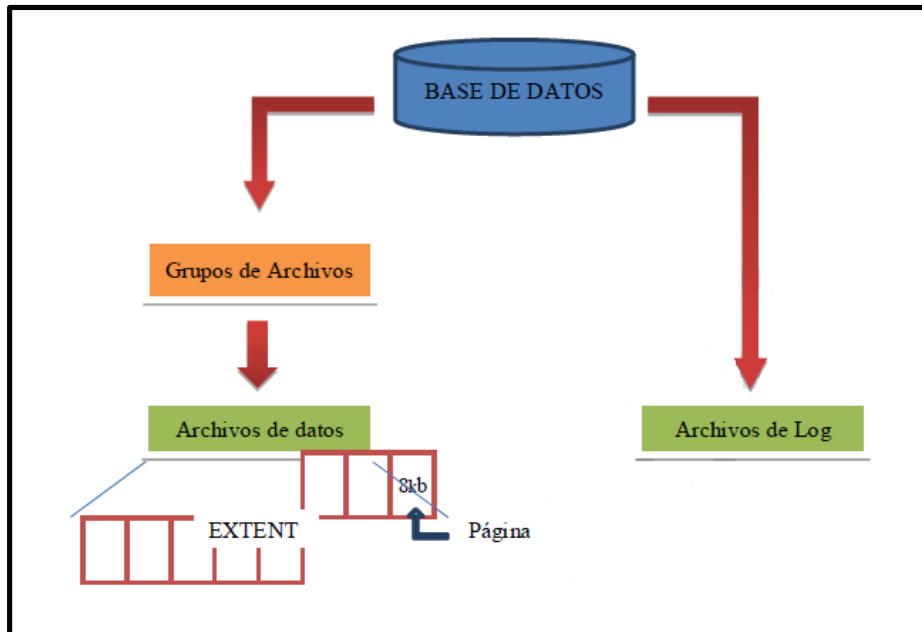 BASE DE DATOS
Grupos de Archivos
Archivos de datos
Archivos de Log
8kb
EXTENT
Página